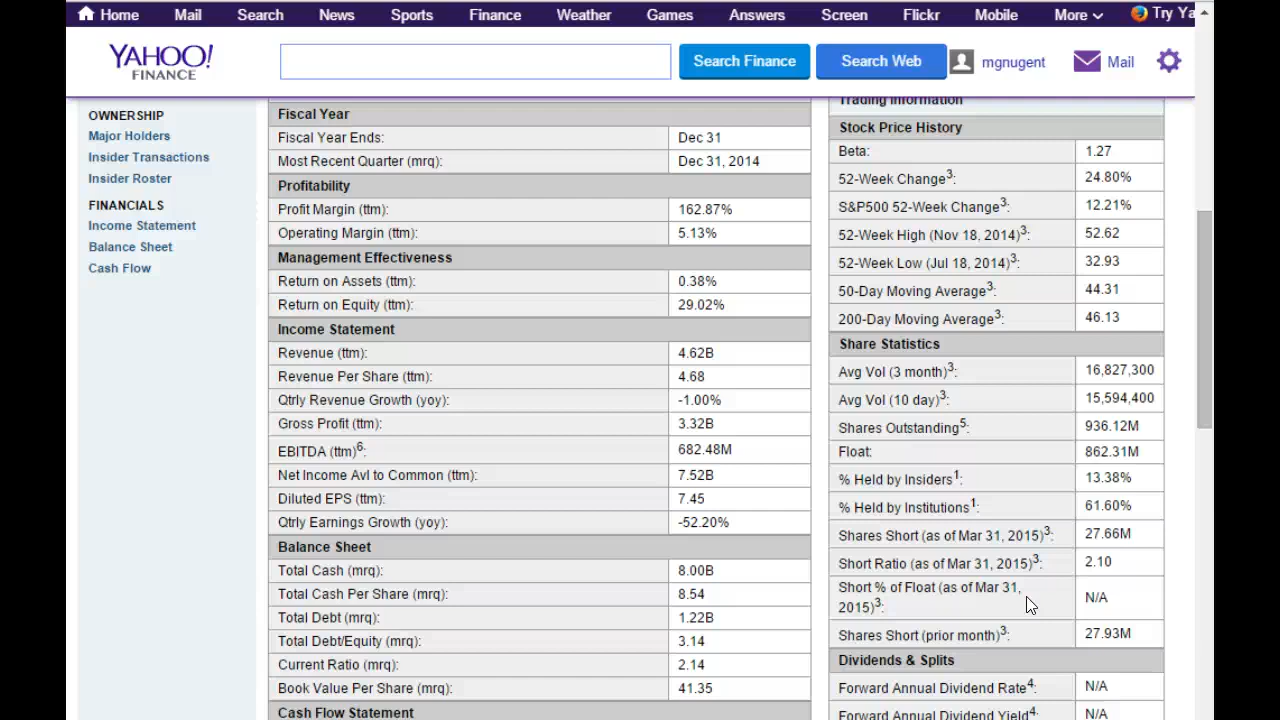 Home Mail Search News Sports Finance Weather Games Answers Screen Flickr Mobile More Try Ya
YAHOO!
FINANCE
Search Finance
Search Web
mgnugent
Mail
OWNERSHIP
Major Holders
Insider Transactions
Insider Roster
FINANCIALS
Income Statement
Balance Sheet
Cash Flow
Fiscal Year
Fiscal Year Ends: Dec 31
Most Recent Quarter (mrq): Dec 31, 2014
Profitability
Profit Margin (ttm): 162.87%
Operating Margin (ttm): 5.13%
Management Effectiveness
Return on Assets (ttm): 0.38%
Return on Equity (ttm): 29.02%
Income Statement
Revenue (ttm): 4.62B
Revenue Per Share (ttm): 4.68
Qtrly Revenue Growth (yoy): -1.00%
Gross Profit (ttm): 3.32B
EBITDA (ttm)6: 682.48M
Net Income Avl to Common (ttm): 7.52B
Diluted EPS (ttm): 7.45
Qtrly Earnings Growth (yoy): -52.20%
Balance Sheet
Total Cash (mrq): 8.00B
Total Cash Per Share (mrq): 8.54
Total Debt (mrq): 1.22B
Total Debt/Equity (mrq): 3.14
Current Ratio (mrq): 2.14
Book Value Per Share (mrq): 41.35
Cash Flow Statement
Trading Information
Stock Price History
Beta: 1.27
52-Week Change3: 24.80%
S&P500 52-Week Change3: 12.21%
52-Week High (Nov 18, 2014)3: 52.62
52-Week Low (Jul 18, 2014)3: 32.93
50-Day Moving Average3: 44.31
200-Day Moving Average3: 46.13
Share Statistics
Avg Vol (3 month)3: 16,827,300
Avg Vol (10 day)3: 15,594,400
Shares Outstanding5: 936.12M
Float: 862.31M
% Held by Insiders1: 13.38%
% Held by Institutions1: 61.60%
Shares Short (as of Mar 31, 2015)3: 27.66M
Short Ratio (as of Mar 31, 2015)3: 2.10
Short % of Float (as of Mar 31,
2015)3: N/A
Shares Short (prior month)3: 27.93M
Dividends & Splits
Forward Annual Dividend Rate4: N/A
Forward Annual Dividend Yield4: N/A